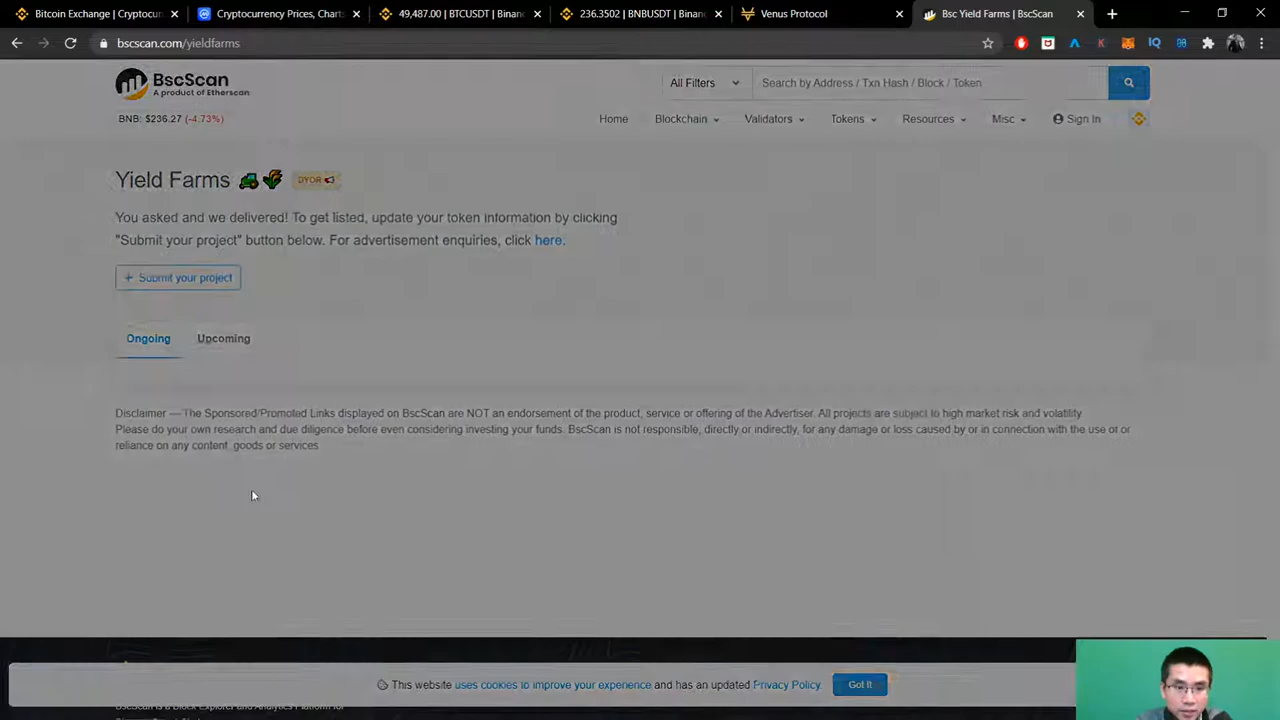 Bitcoin Exchange | Cryptocur
Cryptocurrency Prices, Charts
49,487.00 | BTCUSDT | Binan
236.3502 | BNBUSDT | Binan
Venus Protocol
Bsc Yield Farms | BscScan
bscscan.com/yieldfarms
BscScan
A product of Etherscan
All Filters
Search by Address / Txn Hash / Block / Token
BNB: $236.27 (-4.73%)
Home Blockchain Validators Tokens Resources Misc Sign In
Yield Farms DYOR
You asked and we delivered! To get listed, update your token information by clicking
"Submit your project" button below. For advertisement enquiries, click here.
+ Submit your project
Ongoing Upcoming
Disclaimer — The Sponsored/Promoted Links displayed on BscScan are NOT an endorsement of the product, service or offering of the Advertiser. All projects are subject to high market risk and volatility
Please do your own research and due diligence before even considering investing your funds. BscScan is not responsible, directly or indirectly, for any damage or loss caused by or in connection with the use of or
reliance on any content, goods or services
This website uses cookies to improve your experience and has an updated Privacy Policy.
Got It
BscScan is a Block Explorer and Analytics Platform for